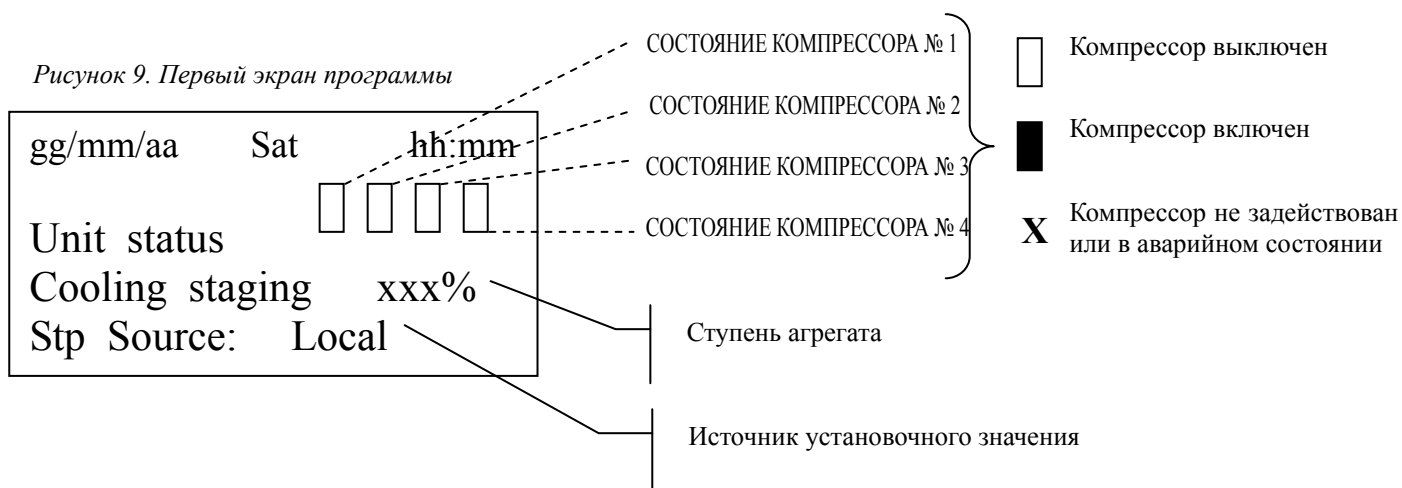 СОСТОЯНИЕ КОМПРЕССОРА № 1
СОСТОЯНИЕ КОМПРЕССОРА № 2
СОСТОЯНИЕ КОМПРЕССОРА № 3
СОСТОЯНИЕ КОМПРЕССОРА № 4
Компрессор выключен
Компрессор включен
X Компрессор не задействован
или в аварийном состоянии
Рисунок 9. Первый экран программы
gg/mm/aa Sat hh:mm
Unit status
Cooling staging xxx%
Stp Source: Local
Ступень агрегата
Источник установочного значения